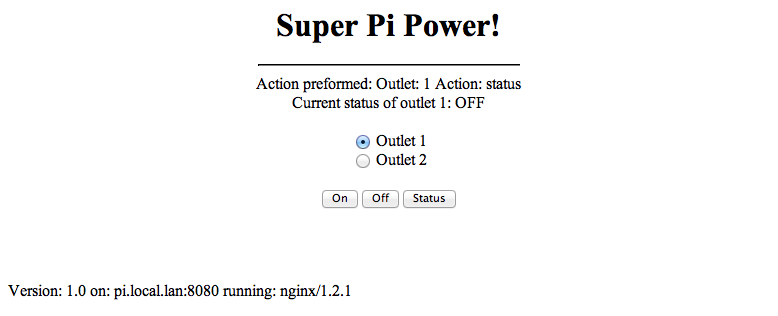 Super Pi Power!
Action preformed: Outlet: 1 Action: status
Current status of outlet 1: OFF
Outlet 1
Outlet 2
On Off Status
Version: 1.0 on: pi.local.lan:8080 running: nginx/1.2.1